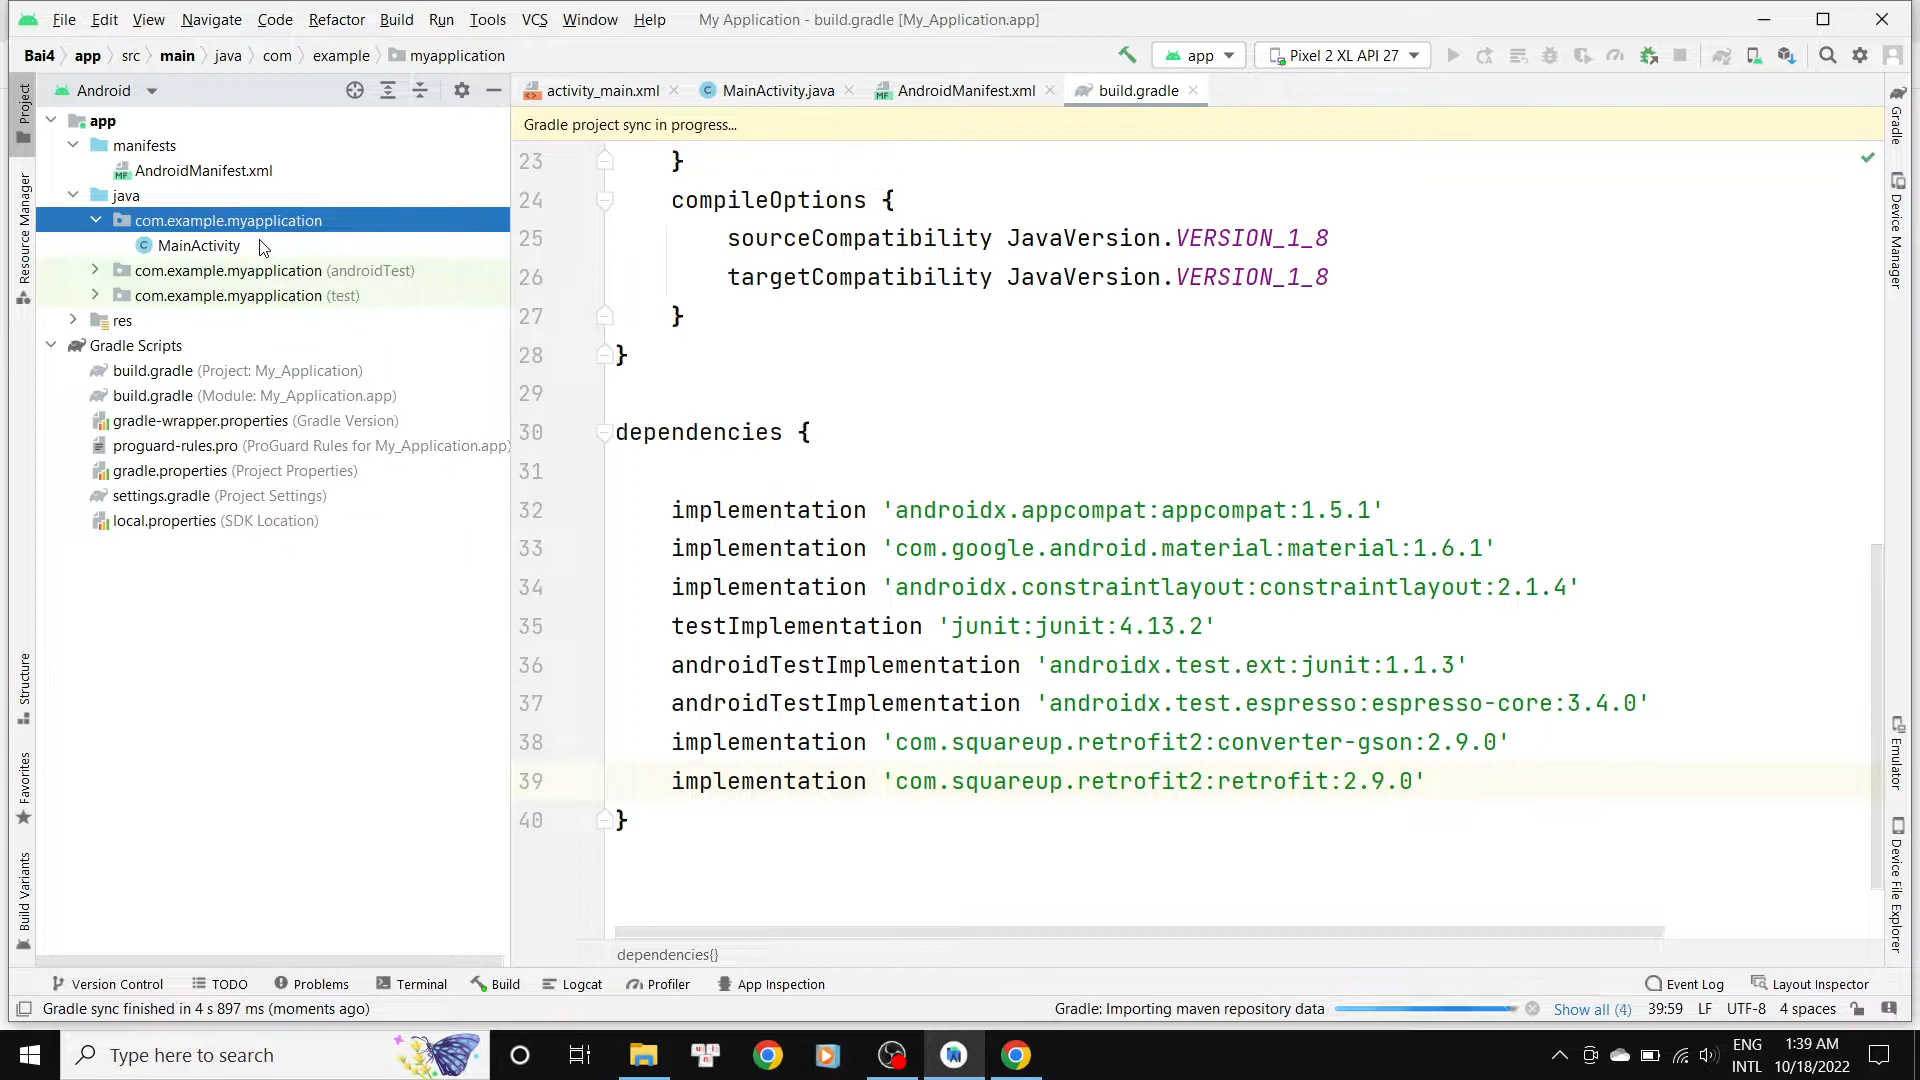 File Edit View Navigate Code Refactor Build Run Tools VCS Window Help My Application - build.gradle [My_Application.app]
Bai4 app src main java com example myapplication app Pixel 2 XL API 27
Android activity_main.xml MainActivity.java AndroidManifest.xml build.gradle
Gradle project sync in progress...
Project
Resource Manager
Structure
Favorites
Build Variants
app
manifests
AndroidManifest.xml
java
com.example.myapplication
MainActivity
com.example.myapplication (androidTest)
com.example.myapplication (test)
res
Gradle Scripts
build.gradle (Project: My_Application)
build.gradle (Module: My_Application.app)
gradle-wrapper.properties (Gradle Version)
proguard-rules.pro (ProGuard Rules for My_Application.app)
gradle.properties (Project Properties)
settings.gradle (Project Settings)
local.properties (SDK Location)
23 }
24 compileOptions {
25 sourceCompatibility JavaVersion.VERSION_1_8
26 targetCompatibility JavaVersion.VERSION_1_8
27 }
28 }
29
30 dependencies {
31
32 implementation 'androidx.appcompat:appcompat:1.5.1'
33 implementation 'com.google.android.material:material:1.6.1'
34 implementation 'androidx.constraintlayout:constraintlayout:2.1.4'
35 testImplementation 'junit:junit:4.13.2'
36 androidTestImplementation 'androidx.test.ext:junit:1.1.3'
37 androidTestImplementation 'androidx.test.espresso:espresso-core:3.4.0'
38 implementation 'com.squareup.retrofit2:converter-gson:2.9.0'
39 implementation 'com.squareup.retrofit2:retrofit:2.9.0'
40 }
dependencies{}
Gradle
Device Manager
Emulator
Device File Explorer
Version Control TODO Problems Terminal Build Logcat Profiler App Inspection Event Log Layout Inspector
Gradle sync finished in 4 s 897 ms (moments ago) Gradle: Importing maven repository data Show all (4) 39:59 LF UTF-8 4 spaces
Type here to search
ENG
INTL
1:39 AM
10/18/2022